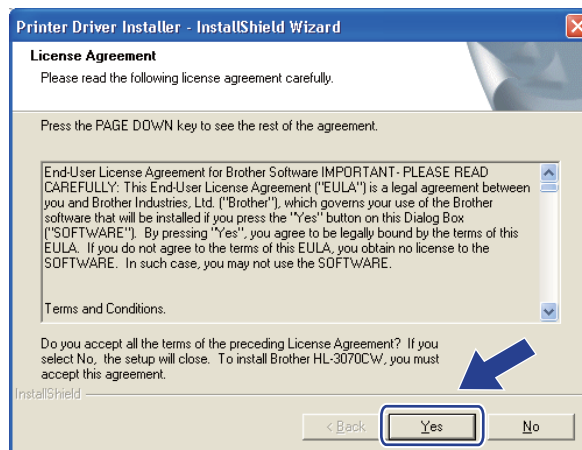 Printer Driver Installer - InstallShield Wizard
License Agreement
Please read the following license agreement carefully.
Press the PAGE DOWN key to see the rest of the agreement.
End-User License Agreement for Brother Software IMPORTANT- PLEASE READ
CAREFULLY: This End-User License Agreement ("EULA") is a legal agreement between
you and Brother Industries, Ltd. ("Brother"), which governs your use of the Brother
software that will be installed if you press the "Yes" button on this Dialog Box
("SOFTWARE"). By pressing "Yes", you agree to be legally bound by the terms of this
EULA. If you do not agree to the terms of this EULA, you obtain no license to the
SOFTWARE. In such case, you may not use the SOFTWARE.
Terms and Conditions.
Do you accept all the terms of the preceding License Agreement? If you
select No, the setup will close. To install Brother HL-3070CW, you must
accept this agreement.
InstallShield
< Back Yes No